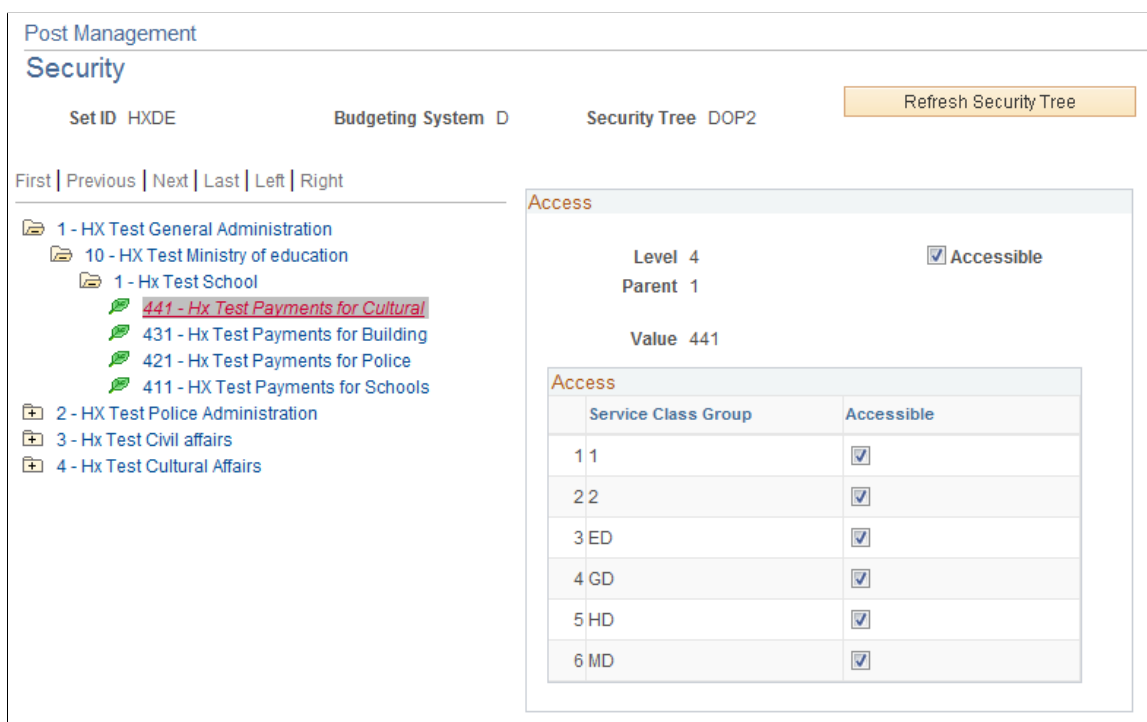 Post Management
Security
Refresh Security Tree
Set ID HXDE Budgeting System D Security Tree DOP2
First | Previous | Next | Last | Left | Right
1 - HX Test General Administration
10 - HX Test Ministry of education
1 - Hx Test School
441 - Hx Test Payments for Cultural
431 - Hx Test Payments for Building
421 - Hx Test Payments for Police
411 - HX Test Payments for Schools
2 - HX Test Police Administration
3 - Hx Test Civil affairs
4 - Hx Test Cultural Affairs
Access
Level 4 Accessible
Parent 1
Value 441
Access
Service Class Group Accessible
1 1
2 2
3 ED
4 GD
5 HD
6 MD